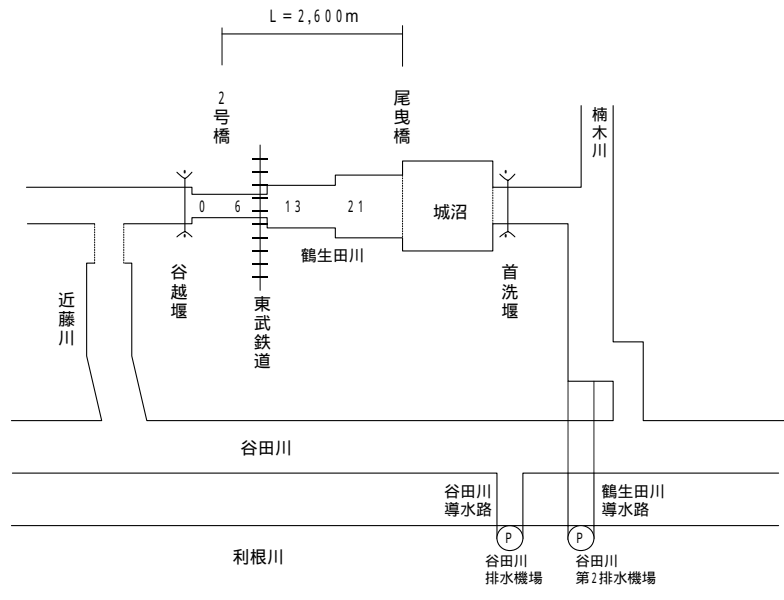 L＝2,600m
2号橋
尾曳橋
楠木川
0 6 13 21
城沼
鶴生田川
谷越堰
首洗堰
近藤川
東武鉄道
谷田川
谷田川
導水路
鶴生田川
導水路
P
P
利根川
谷田川
排水機場
谷田川
第2排水機場